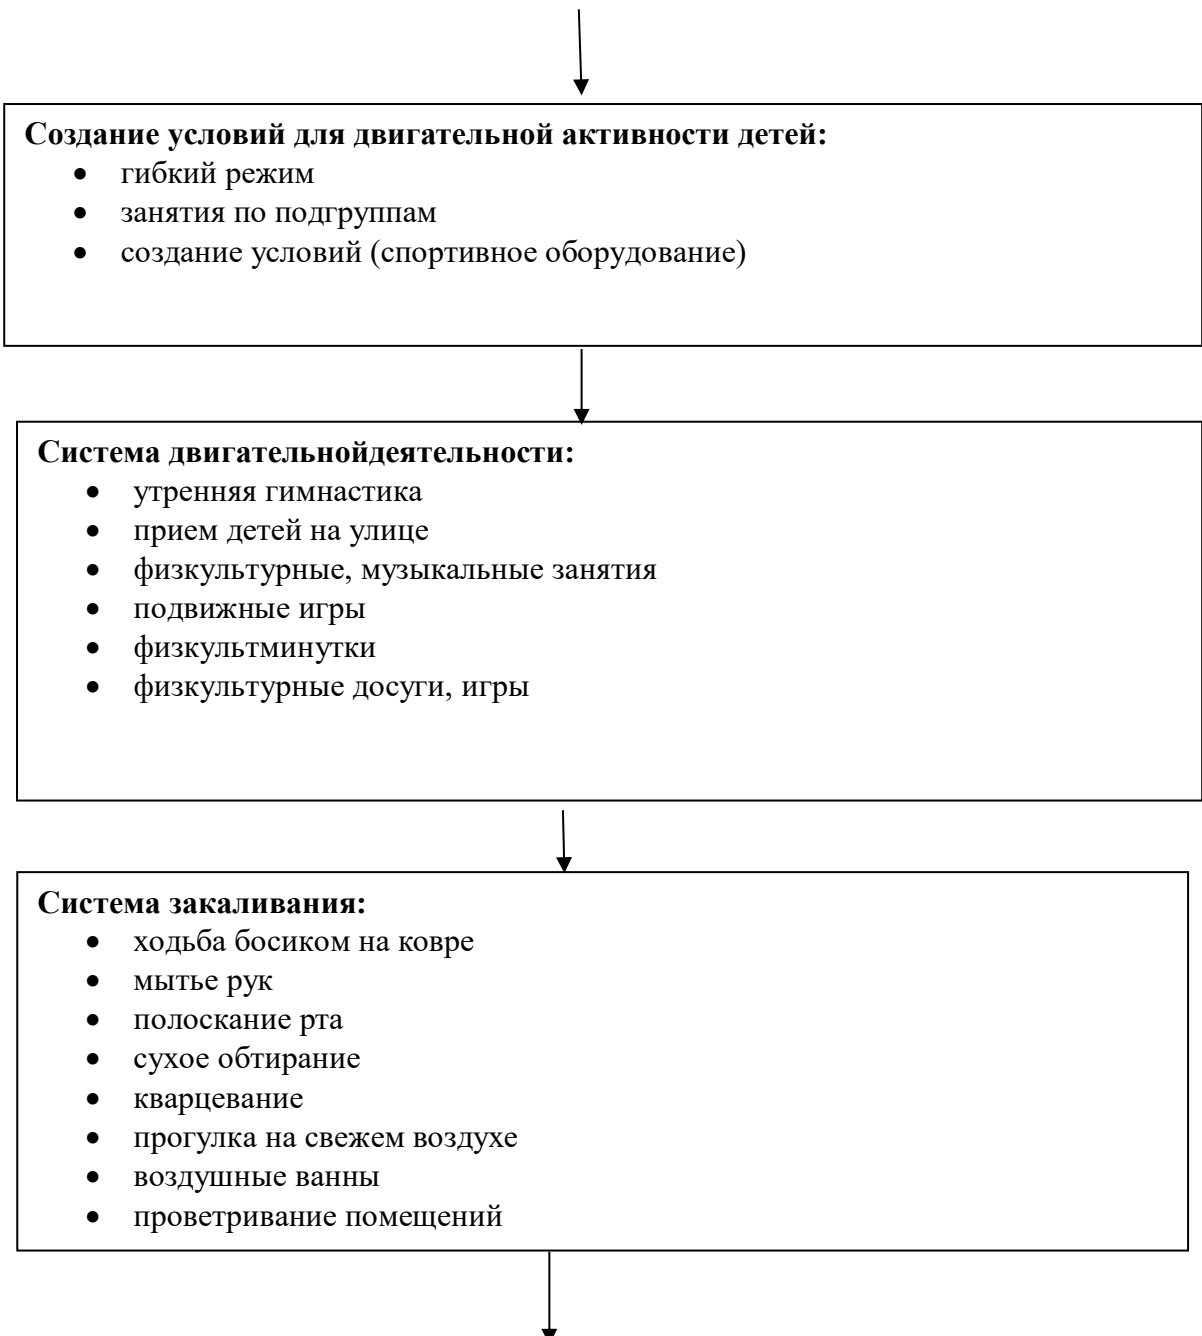 Создание условий для двигательной активности детей:
• гибкий режим
• занятия по подгруппам
• создание условий (спортивное оборудование)
Система двигательнойдеятельности:
• утренняя гимнастика
• прием детей на улице
• физкультурные, музыкальные занятия
• подвижные игры
• физкультминутки
• физкультурные досуги, игры
Система закаливания:
• ходьба босиком на ковре
• мытье рук
• полоскание рта
• сухое обтирание
• кварцевание
• прогулка на свежем воздухе
• воздушные ванны
• проветривание помещений